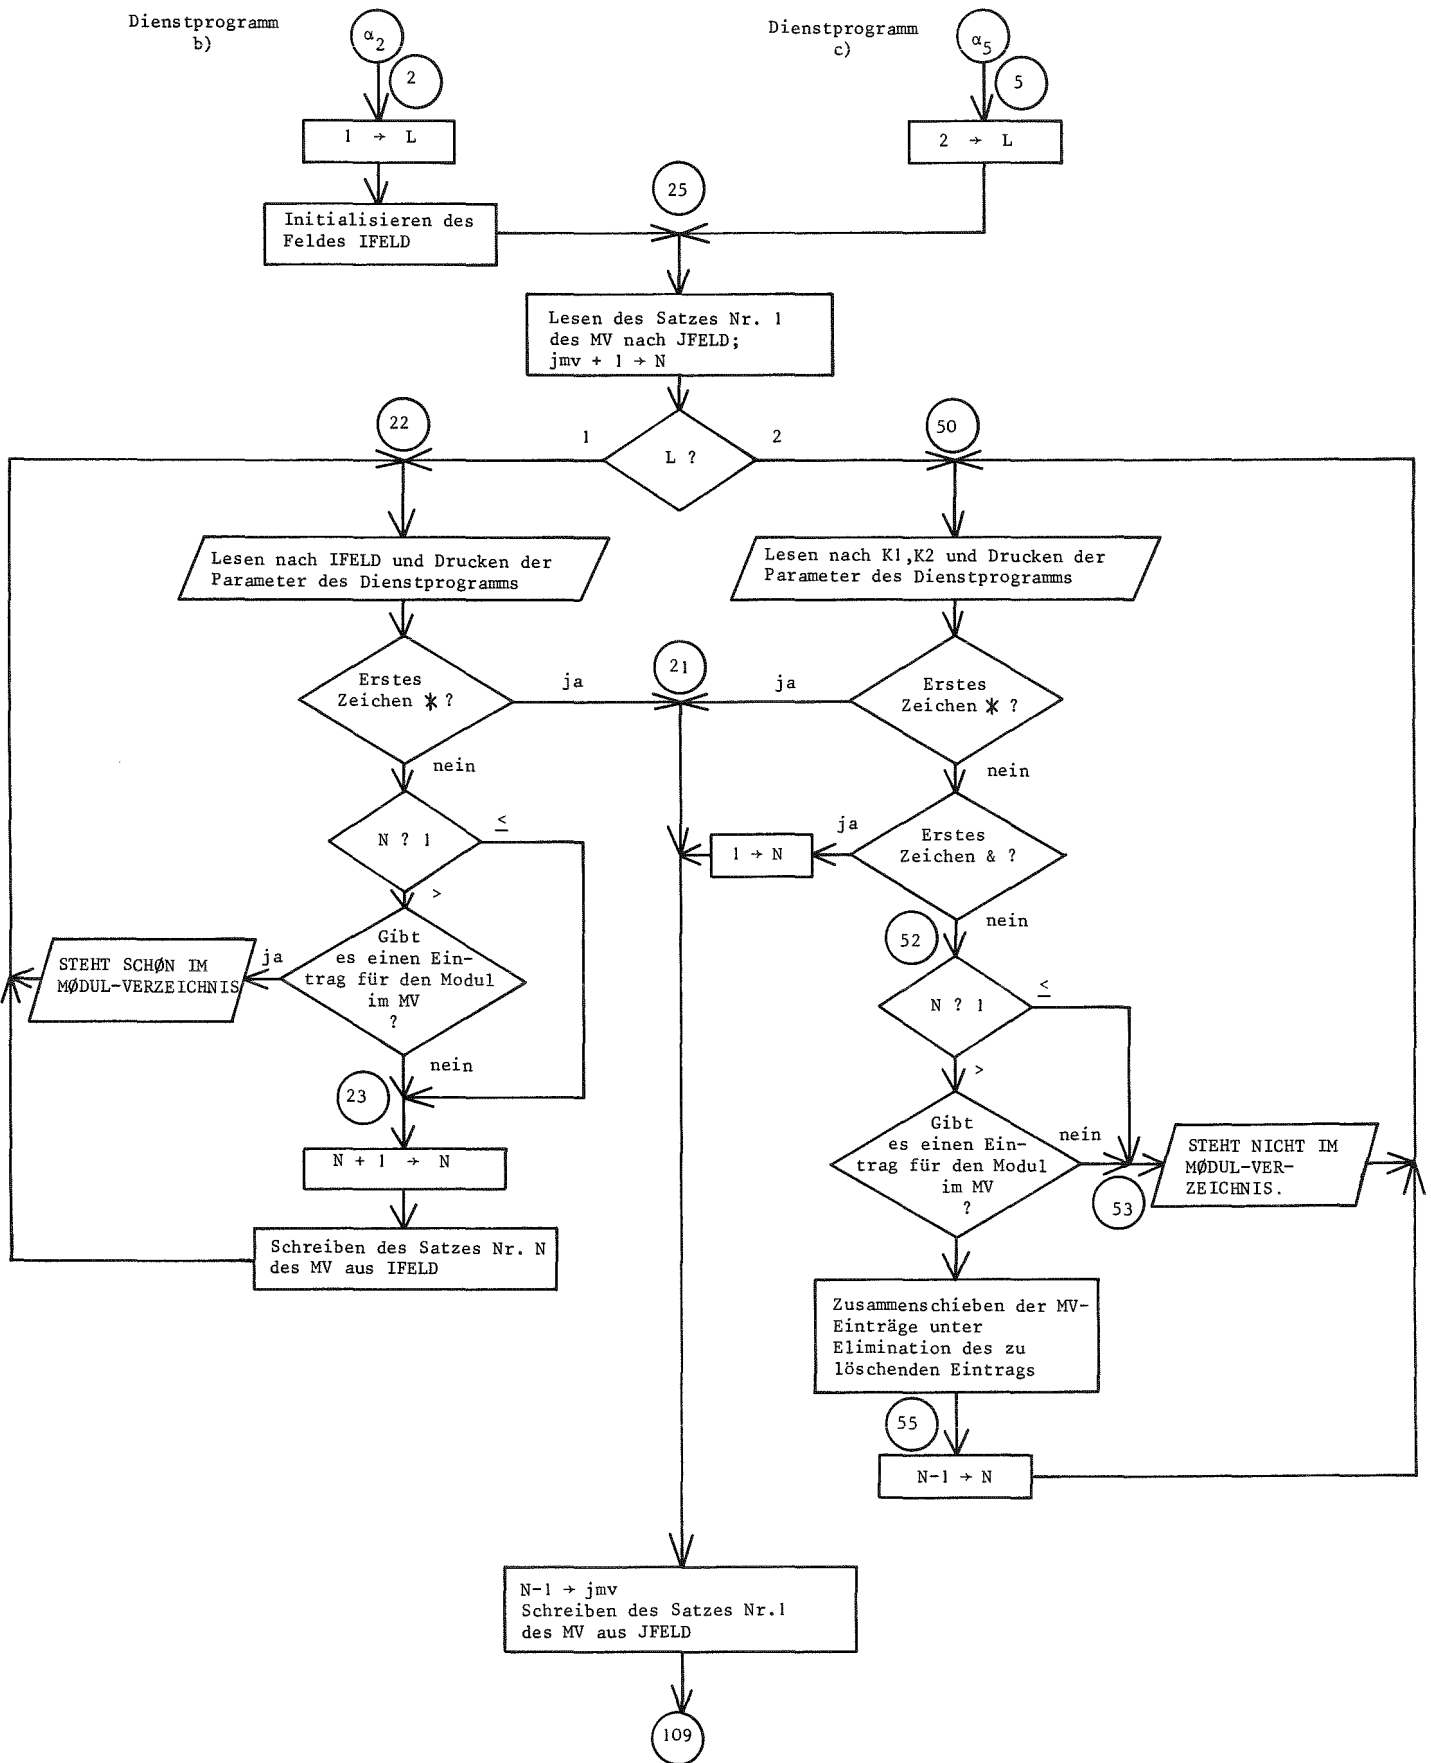 Dienstprogramm
b)
α2
2
1 → L
Initialisieren des
Feldes IFELD
Dienstprogramm
c)
α5
5
2 → L
25
Lesen des Satzes Nr. 1
des MV nach JFELD;
jmv + 1 → N
L ?
1
2
22
50
Lesen nach IFELD und Drucken der
Parameter des Dienstprogramms
Lesen nach K1,K2 und Drucken der
Parameter des Dienstprogramms
Erstes
Zeichen * ?
ja
21
ja
Erstes
Zeichen * ?
nein
nein
N ? 1
≤
>
1 → N
ja
Erstes
Zeichen & ?
nein
Gibt
es einen Ein-
trag für den Modul
im MV
?
ja
STEHT SCHØN IM
MØDUL-VERZEICHNIS
nein
23
N + 1 → N
Schreiben des Satzes Nr. N
des MV aus IFELD
52
N ? 1
≤
>
Gibt
es einen Ein-
trag für den Modul
im MV
?
nein
53
STEHT NICHT IM
MØDUL-VER-
ZEICHNIS.
Zusammenschieben der MV-
Einträge unter
Elimination des zu
löschenden Eintrags
55
N-1 → N
N-1 → jmv
Schreiben des Satzes Nr.1
des MV aus JFELD
109